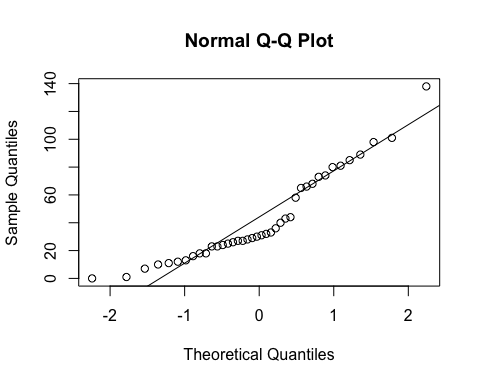 Normal Q-Q Plot
Sample Quantiles
140
100
60
20
0
-2 -1 0 1 2
Theoretical Quantiles